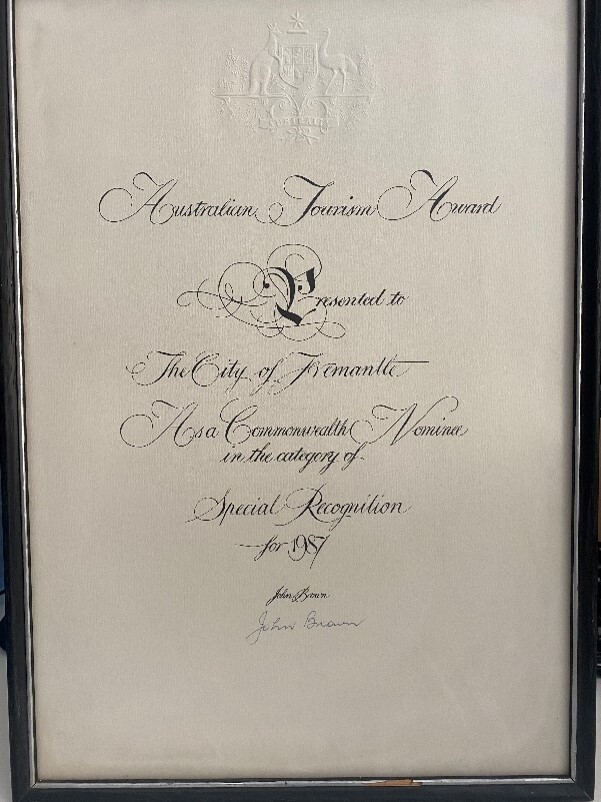 AUSTRALIA
Australian Tourism Award
Presented to
The City of Fremantle
As a Commonwealth Nominee
in the category of
Special Recognition
for 1987
John Brown
John Brown